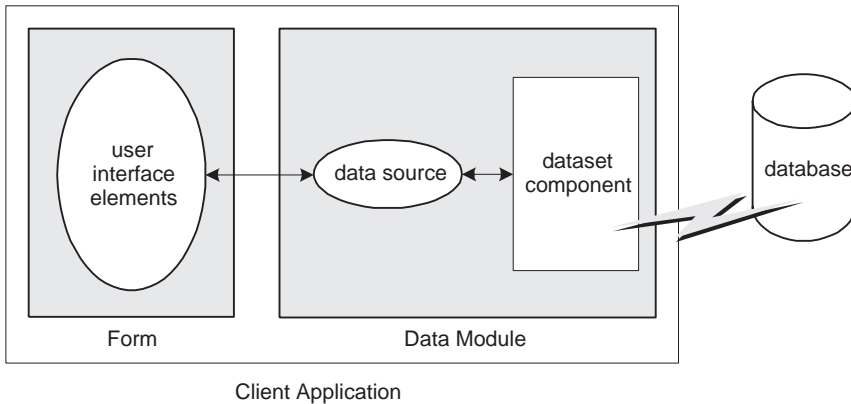 user
interface
elements
data source
dataset
component
database
Form
Data Module
Client Application